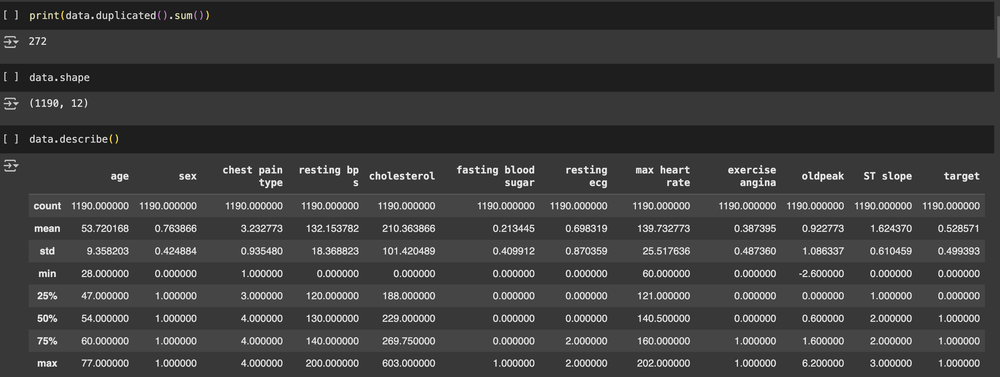 [ ] print(data.duplicated().sum())
272
[ ] data.shape
(1190, 12)
[ ] data.describe()
age sex chest pain type resting bp s cholesterol fasting blood sugar resting ecg max heart rate exercise angina oldpeak ST slope target
count 1190.000000 1190.000000 1190.000000 1190.000000 1190.000000 1190.000000 1190.000000 1190.000000 1190.000000 1190.000000 1190.000000 1190.000000
mean 53.720168 0.763866 3.232773 132.153782 210.363866 0.213445 0.698319 139.732773 0.387395 0.922773 1.624370 0.528571
std 9.358203 0.424884 0.935480 18.368823 101.420489 0.409912 0.870359 25.517636 0.487360 1.086337 0.610459 0.499393
min 28.000000 0.000000 1.000000 0.000000 0.000000 0.000000 0.000000 60.000000 0.000000 -2.600000 0.000000 0.000000
25% 47.000000 1.000000 3.000000 120.000000 188.000000 0.000000 0.000000 121.000000 0.000000 0.000000 1.000000 0.000000
50% 54.000000 1.000000 4.000000 130.000000 229.000000 0.000000 0.000000 140.500000 0.000000 0.600000 2.000000 1.000000
75% 60.000000 1.000000 4.000000 140.000000 269.750000 0.000000 2.000000 160.000000 1.000000 1.600000 2.000000 1.000000
max 77.000000 1.000000 4.000000 200.000000 603.000000 1.000000 2.000000 202.000000 1.000000 6.200000 3.000000 1.000000